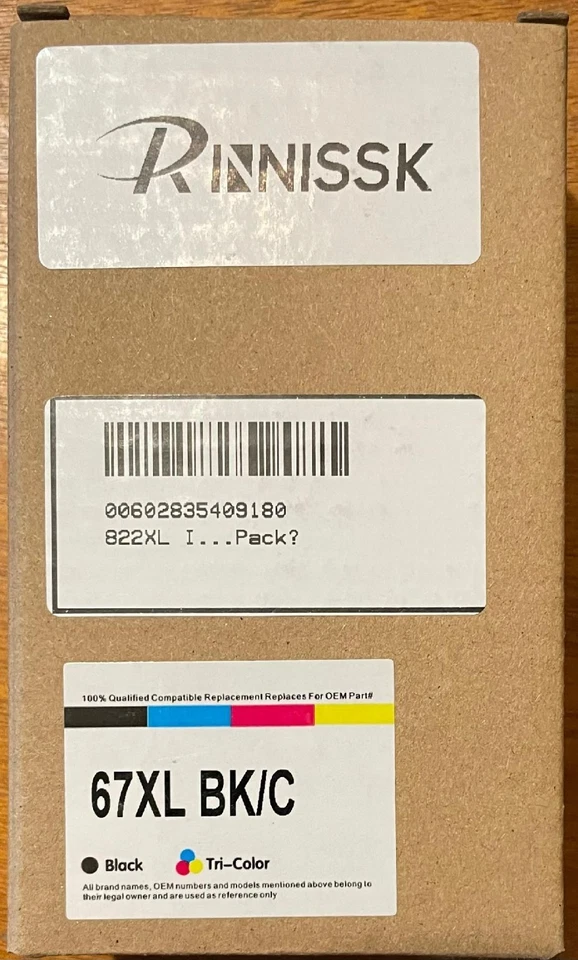 RINNISSK
00602835409180
822XL I...Pack?
100% Qualified Compatible Replacement Replaces For OEM Part#
67XL BK/C
Black Tri-Color
All brand names, OEM numbers and models mentioned above belong to
their legal owner and are used as reference only